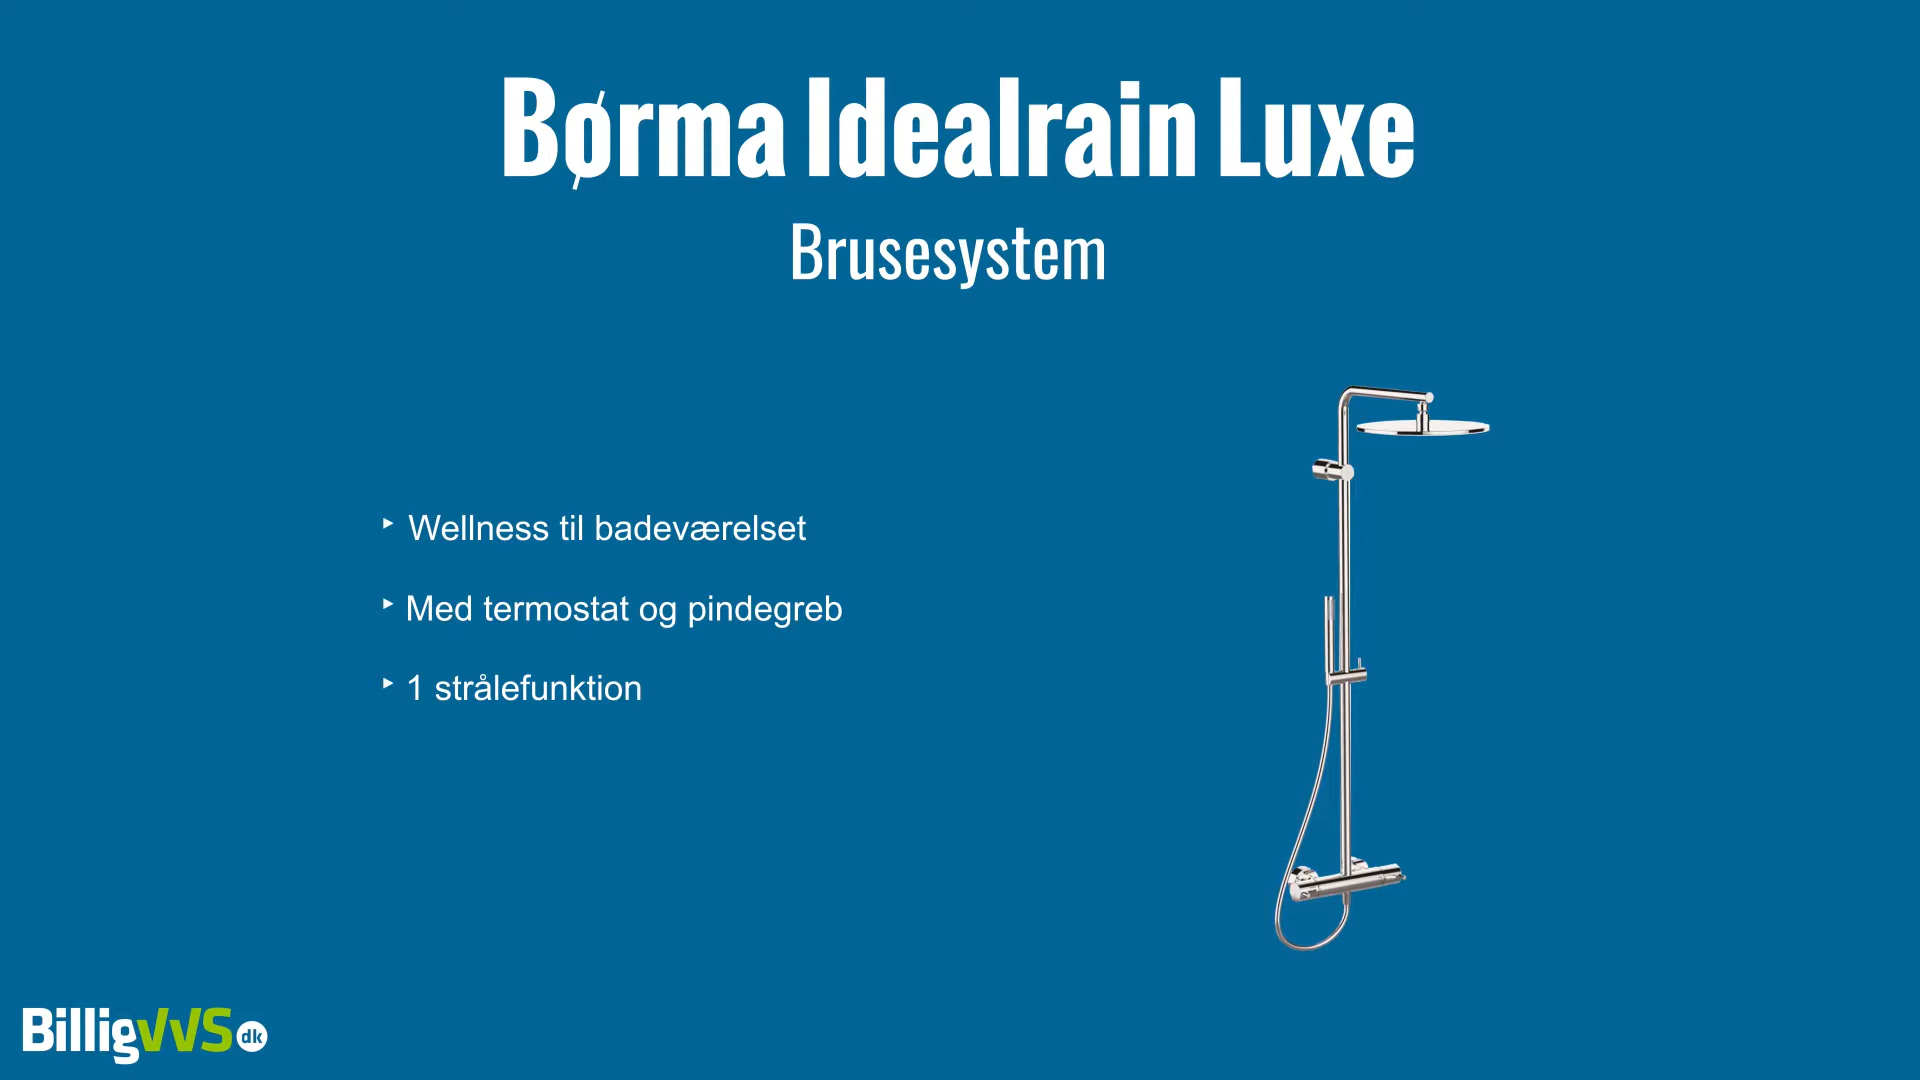 Børma Idealrain Luxe
Brusesystem
‣ Wellness til badeværelset
‣ Med termostat og pindegreb
‣ 1 strålefunktion
BilligVVS dk